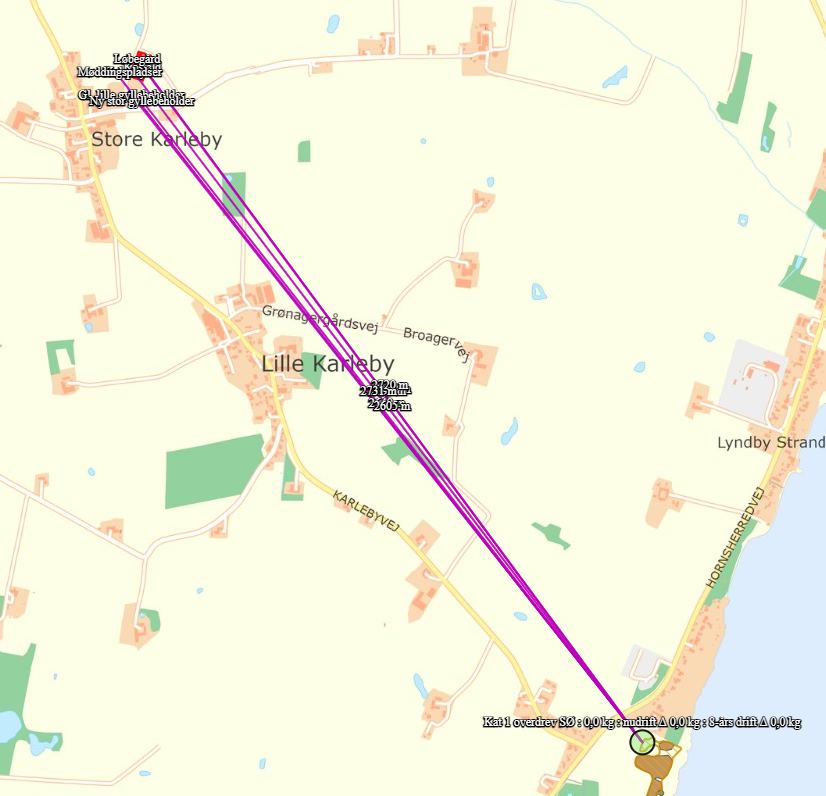 Løbegård
Møddingspladser
Gl. lille gyllebeholder
Ny stor gyllebeholder
Store Karleby
Grønagergårdsvej
Broagervej
Lille Karleby
2720 m
2731 m
2605 m
Lyndby Strand
KARLEBYVEJ
HORNSHERREDVEJ
Kat 1 overdrev SØ : 0,0 kg : nudrift Δ 0,0 kg : 8-års drift Δ 0,0 kg